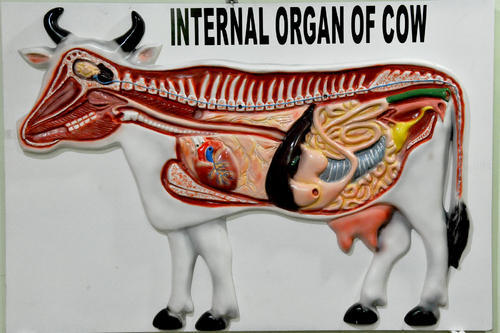 INTERNAL ORGAN OF COW